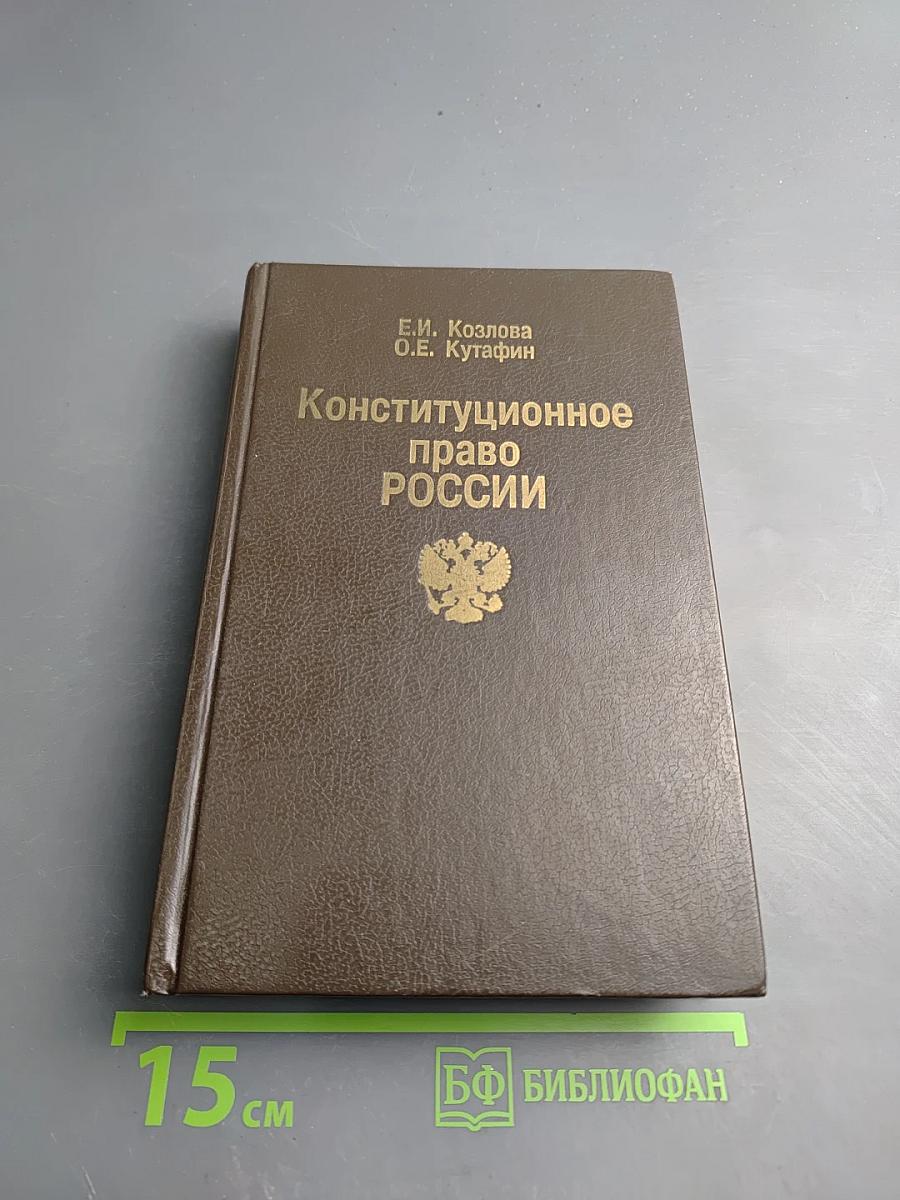 Е.И. Козлова
О.Е. Кутафин
Конституционное
право
РОССИИ
15 см
БФ БИБЛИОФАН